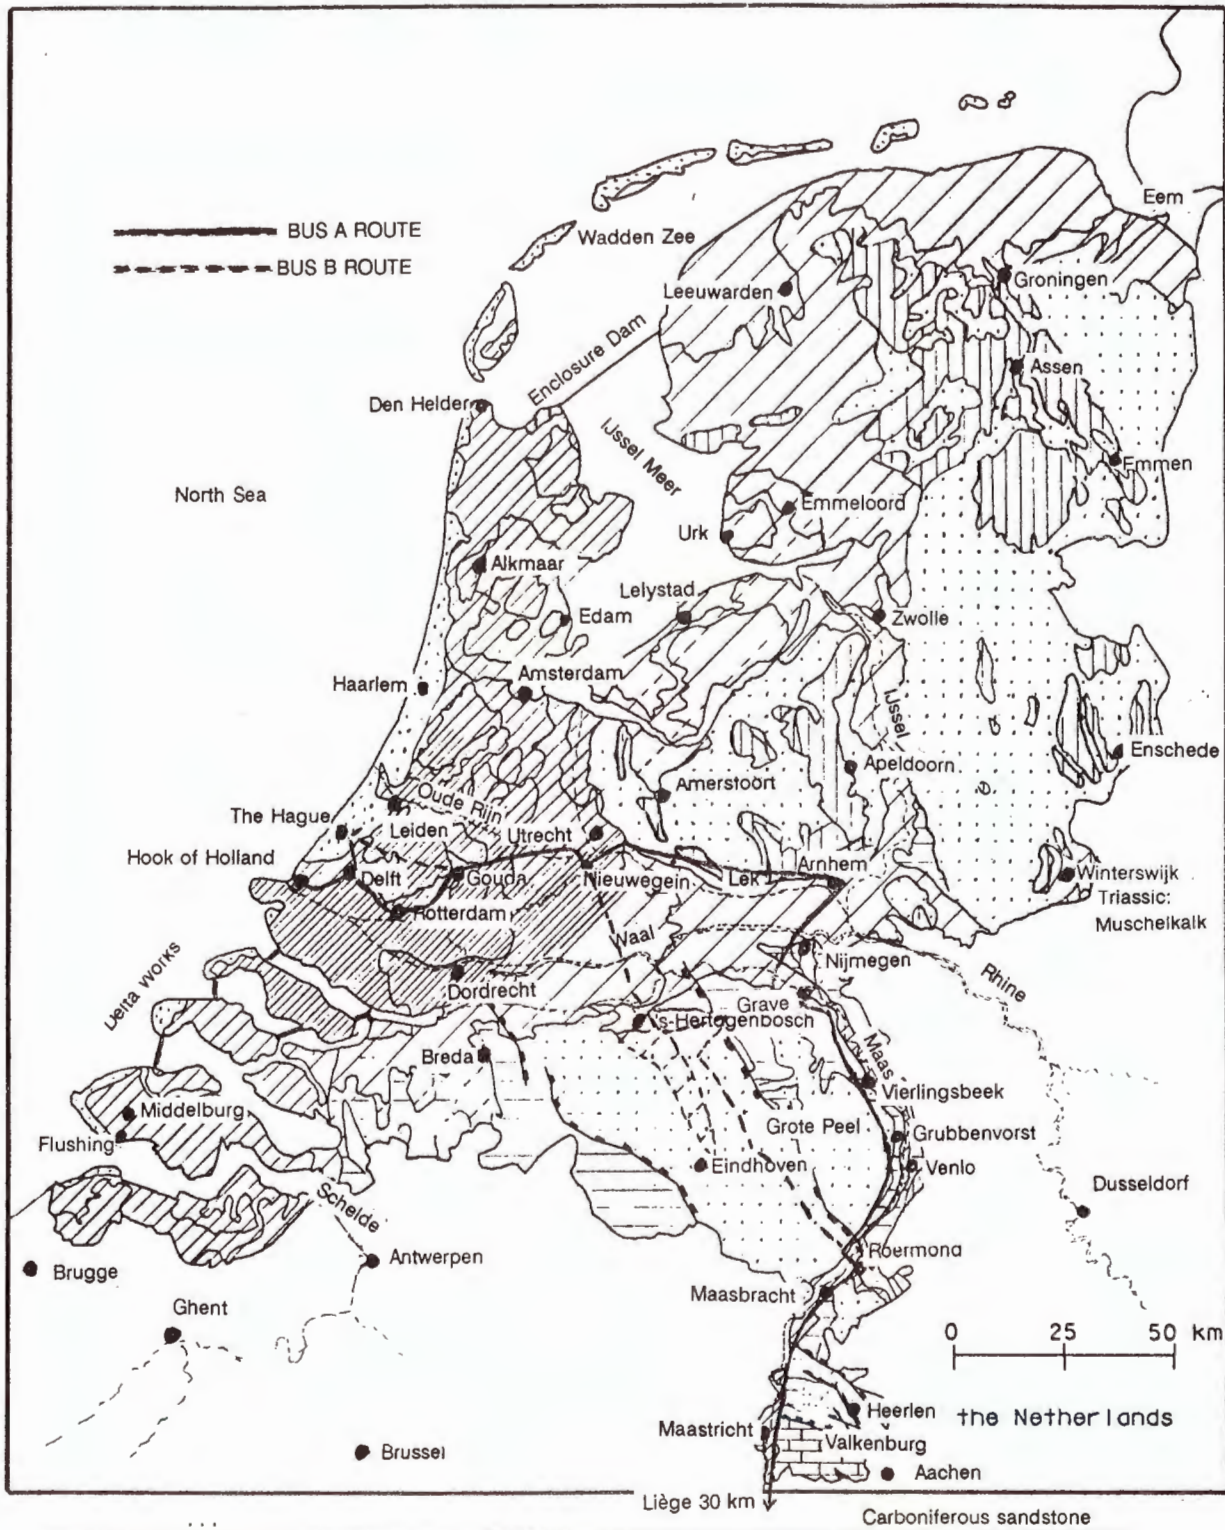 Eem
BUS A ROUTE
Wadden Zee
BUS B ROUTE
Groningen
Leeuwarden
Enclosure Dam
Assen
Den Helder
IJssel Meer
Emmen
North Sea
Emmeloord
Urk
Alkmaar
Lelystad
Edam
Zwolle
Amsterdam
Haarlem
IJssel
Enschede
Apeldoorn
Amerstoort
Oude Rijn
The Hague
Leiden
Utrecht
Hook of Holland
Arnhem
Delft
Gouda
Nieuwegein
Lek
Winterswijk
Triassic:
Muschelkalk
Rotterdam
Waal
Nijmegen
Delta Works
Rhine
Dordrecht
Grave
's-Hertogenbosch
Breda
Maas
Vierlingsbeek
Middelburg
Grote Peel
Grubbenvorst
Flushing
Eindhoven
Venlo
Dusseldorf
Schelde
Roermond
Antwerpen
Brugge
Maasbracht
Ghent
0 25 50 km
Heerlen
the Netherlands
Maastricht
Valkenburg
Brussel
Aachen
Liège 30 km
Carboniferous sandstone